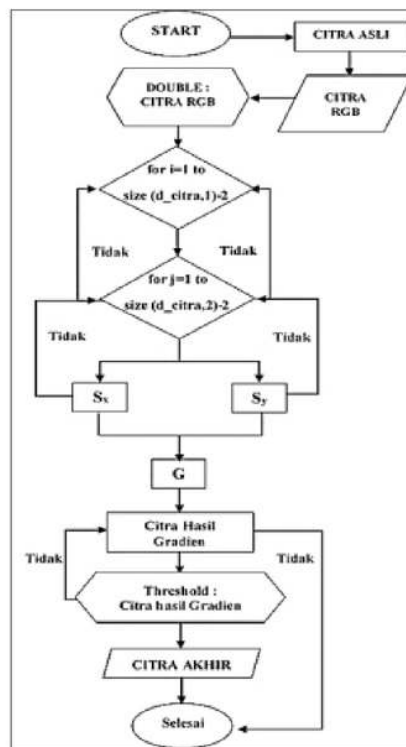 START
CITRA ASLI
CITRA
RGB
DOUBLE :
CITRA RGB
for i=1 to
size (d_citra,1)-2
Tidak
Tidak
for j=1 to
size (d_citra,2)-2
Tidak
Tidak
Sx
Sy
G
Citra Hasil
Gradien
Tidak
Tidak
Threshold :
Citra hasil Gradien
CITRA AKHIR
Selesai